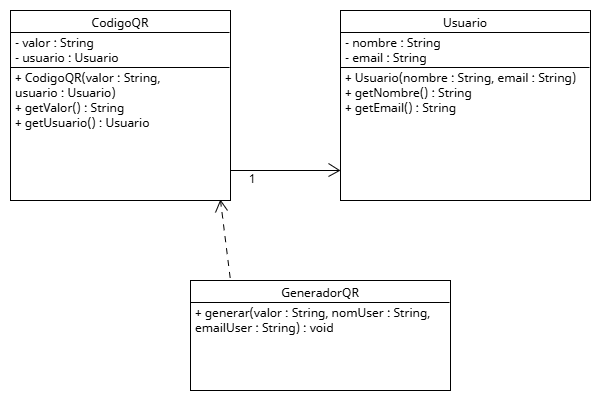 CodigoQR
- valor : String
- usuario : Usuario
+ CodigoQR(valor : String,
usuario : Usuario)
+ getValor() : String
+ getUsuario() : Usuario
Usuario
- nombre : String
- email : String
+ Usuario(nombre : String, email : String)
+ getNombre() : String
+ getEmail() : String
1
GeneradorQR
+ generar(valor : String, nomUser : String,
emailUser : String) : void